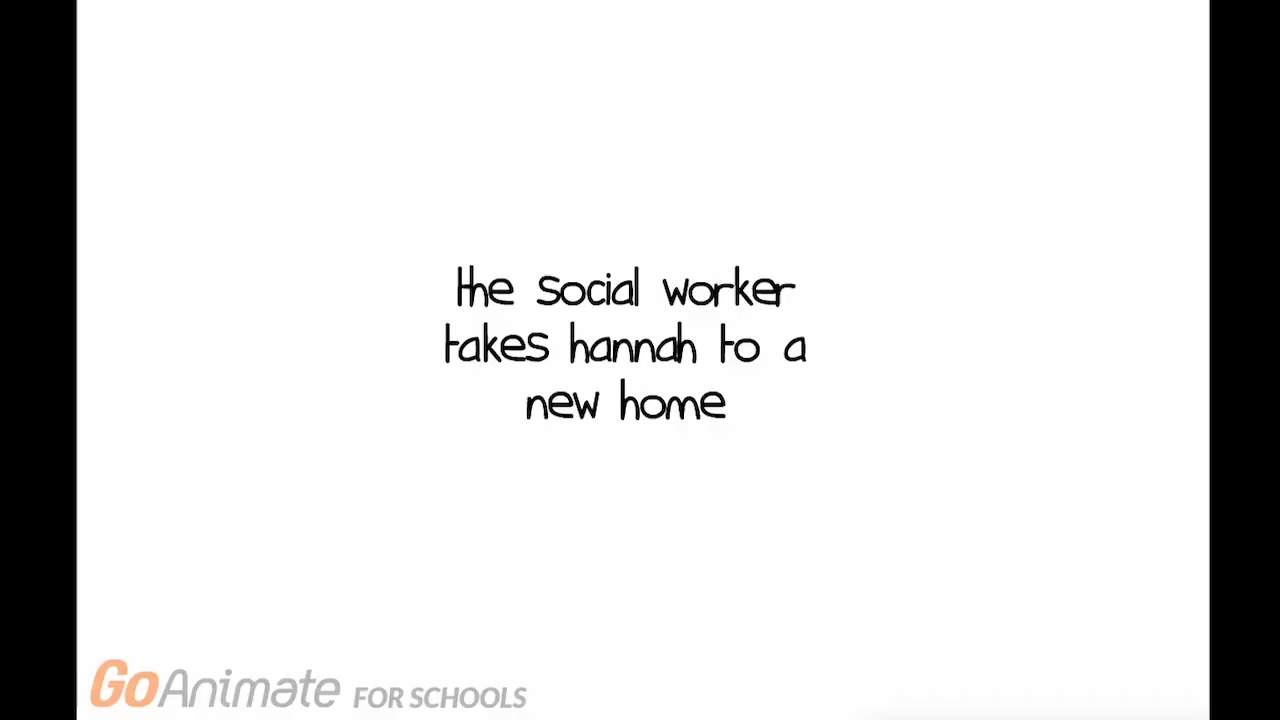 the social worker
takes hannah to a
new home
GoAnimate FOR SCHOOLS